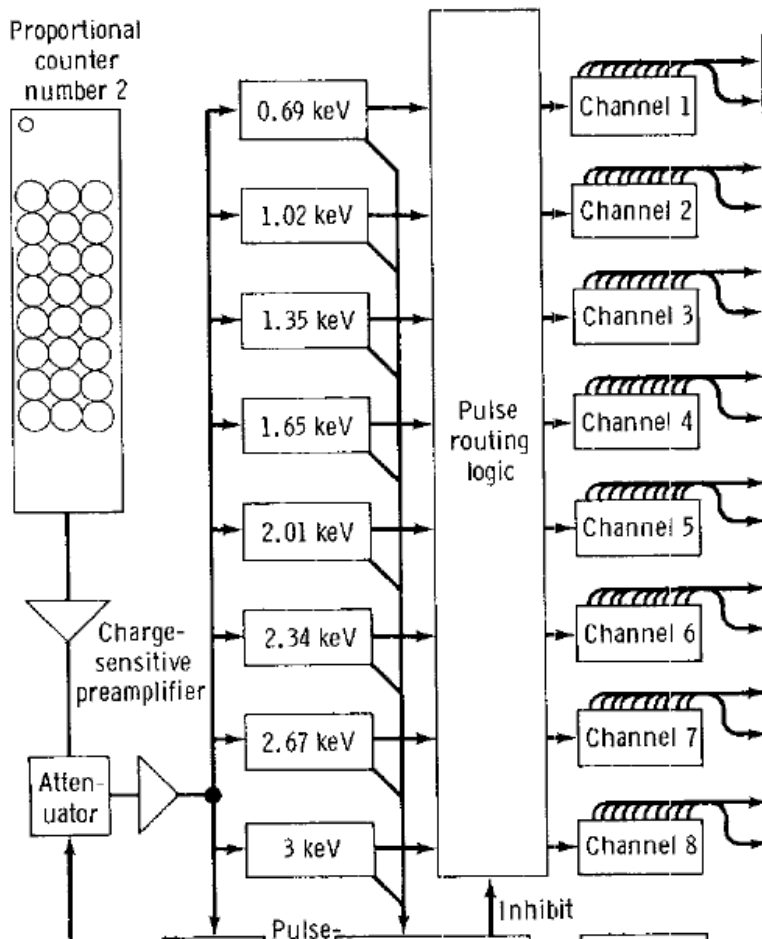 Proportional
counter
number 2
0.69 keV
Channel 1
1.02 keV
Channel 2
1.35 keV
Channel 3
1.65 keV
Channel 4
Pulse
routing
logic
2.01 keV
Channel 5
Charge-
sensitive
preamplifier
2.34 keV
Channel 6
2.67 keV
Channel 7
Atten-
uator
3 keV
Channel 8
Inhibit
Pulse-